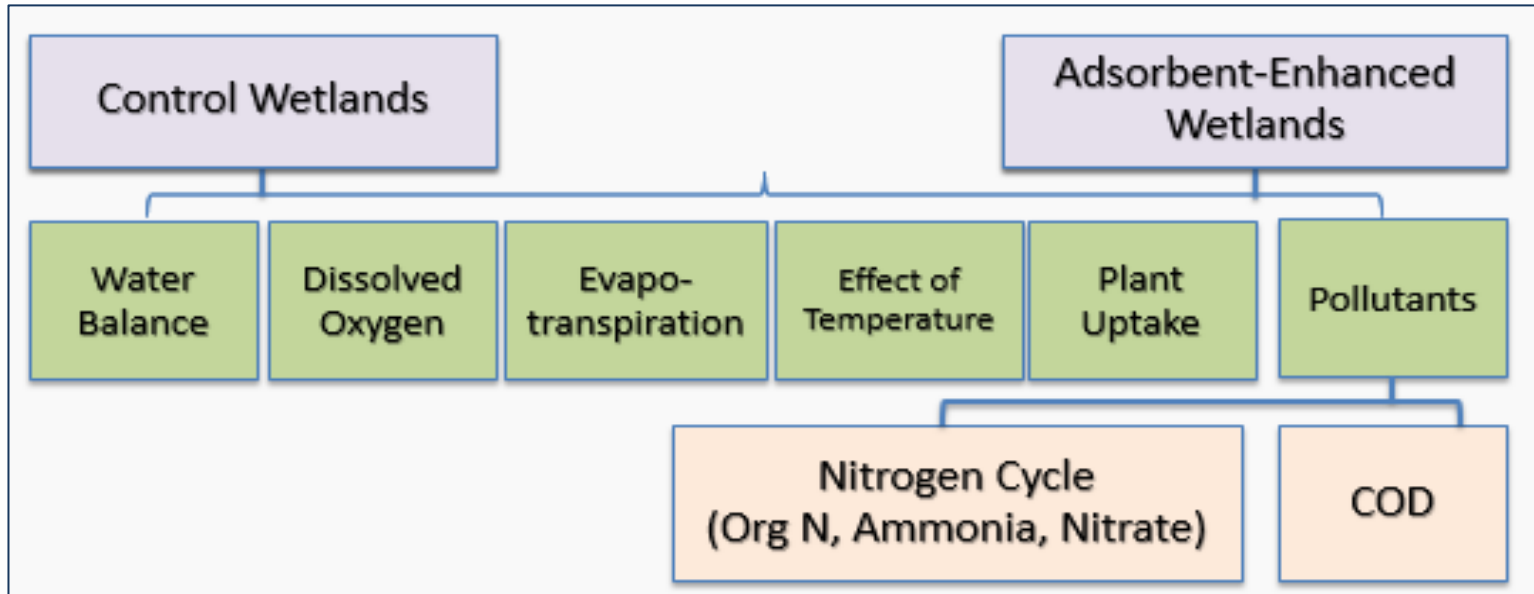 Control Wetlands
Adsorbent-Enhanced
Wetlands
Water
Balance
Dissolved
Oxygen
Evapo-
transpiration
Effect of
Temperature
Plant
Uptake
Pollutants
Nitrogen Cycle
(Org N, Ammonia, Nitrate)
COD